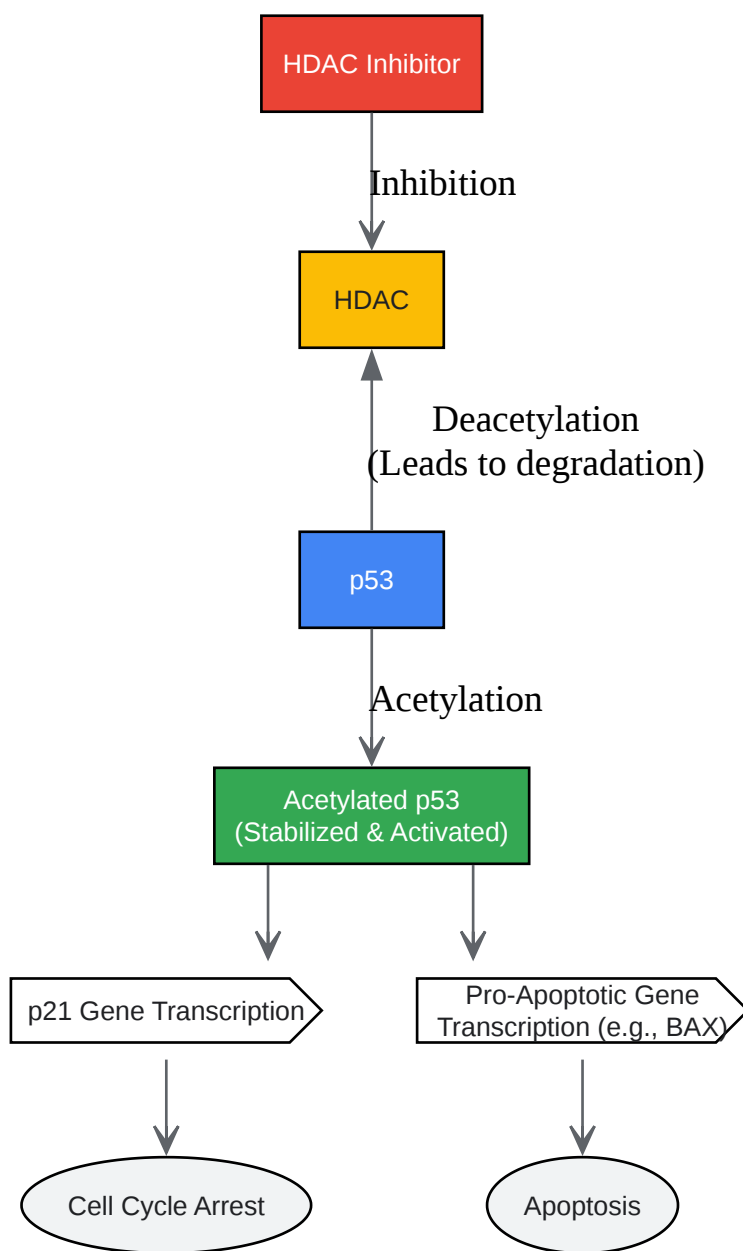 HDAC Inhibitor
Inhibition
HDAC
Deacetylation
(Leads to degradation)
p53
Acetylation
Acetylated p53
(Stabilized & Activated)
p21 Gene Transcription
Pro-Apoptotic Gene
Transcription (e.g., BAX)
Cell Cycle Arrest
Apoptosis